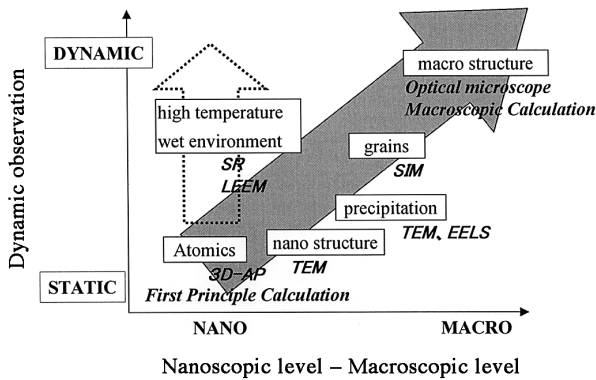 DYNAMIC
macro structure
Optical microscope
Macroscopic Calculation
high temperature
wet environment
SR
LEEM
grains
SIM
precipitation
TEM、EELS
Atomics
nano structure
3D-AP
TEM
First Principle Calculation
STATIC
Dynamic observation
NANO
MACRO
Nanoscopic level – Macroscopic level